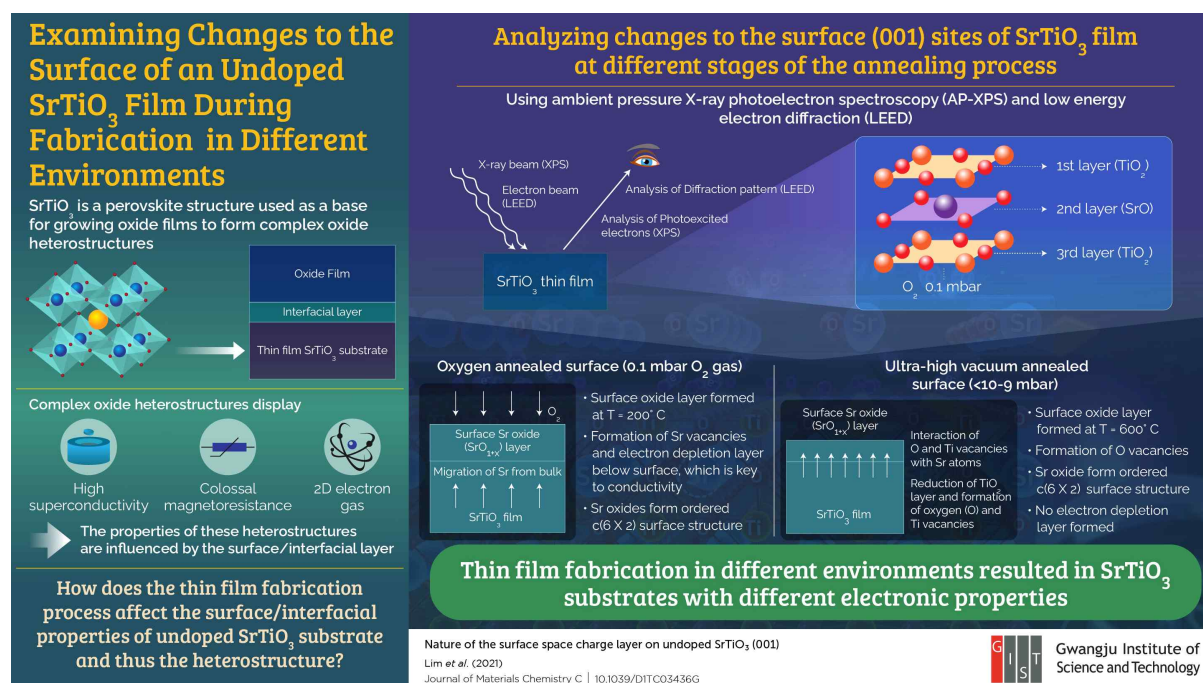 Examining Changes to the
Surface of an Undoped
SrTiO₃ Film During
Fabrication in Different
Environments
SrTiO₃ is a perovskite structure used as a base
for growing oxide films to form complex oxide
heterostructures
Oxide Film
Interfacial layer
Thin film SrTiO₃ substrate
Complex oxide heterostructures display
High
superconductivity
Colossal
magnetoresistance
2D electron
gas
The properties of these heterostructures
are influenced by the surface/interfacial layer
How does the thin film fabrication
process affect the surface/interfacial
properties of undoped SrTiO₃ substrate
and thus the heterostructure?
Analyzing changes to the surface (001) sites of SrTiO₃ film
at different stages of the annealing process
Using ambient pressure X-ray photoelectron spectroscopy (AP-XPS) and low energy
electron diffraction (LEED)
X-ray beam (XPS)
Electron beam
(LEED)
Analysis of Diffraction pattern (LEED)
Analysis of Photoexcited
electrons (XPS)
SrTiO₃ thin film
1st layer (TiO₂)
2nd layer (SrO)
3rd layer (TiO₂)
O₂ 0.1 mbar
Oxygen annealed surface (0.1 mbar O₂ gas)
O₂
Surface Sr oxide
(SrO₁₊ₓ) layer
Migration of Sr from bulk
SrTiO₃ film
• Surface oxide layer formed
at T = 200° C
• Formation of Sr vacancies
and electron depletion layer
below surface, which is key
to conductivity
• Sr oxides form ordered
c(6 X 2) surface structure
Ultra-high vacuum annealed
surface (<10-9 mbar)
Surface Sr oxide
(SrO₁₊ₓ) layer
SrTiO₃ film
Interaction of
O and Ti vacancies
with Sr atoms
Reduction of TiO₂
layer and formation
of oxygen (O) and
Ti vacancies
• Surface oxide layer
formed at T = 600° C
• Formation of O vacancies
• Sr oxide form ordered
c(6 X 2) surface structure
• No electron depletion
layer formed
Thin film fabrication in different environments resulted in SrTiO₃
substrates with different electronic properties
Nature of the surface space charge layer on undoped SrTiO₃ (001)
Lim et al. (2021)
Journal of Materials Chemistry C | 10.1039/D1TC03436G
GIST
Gwangju Institute of
Science and Technology